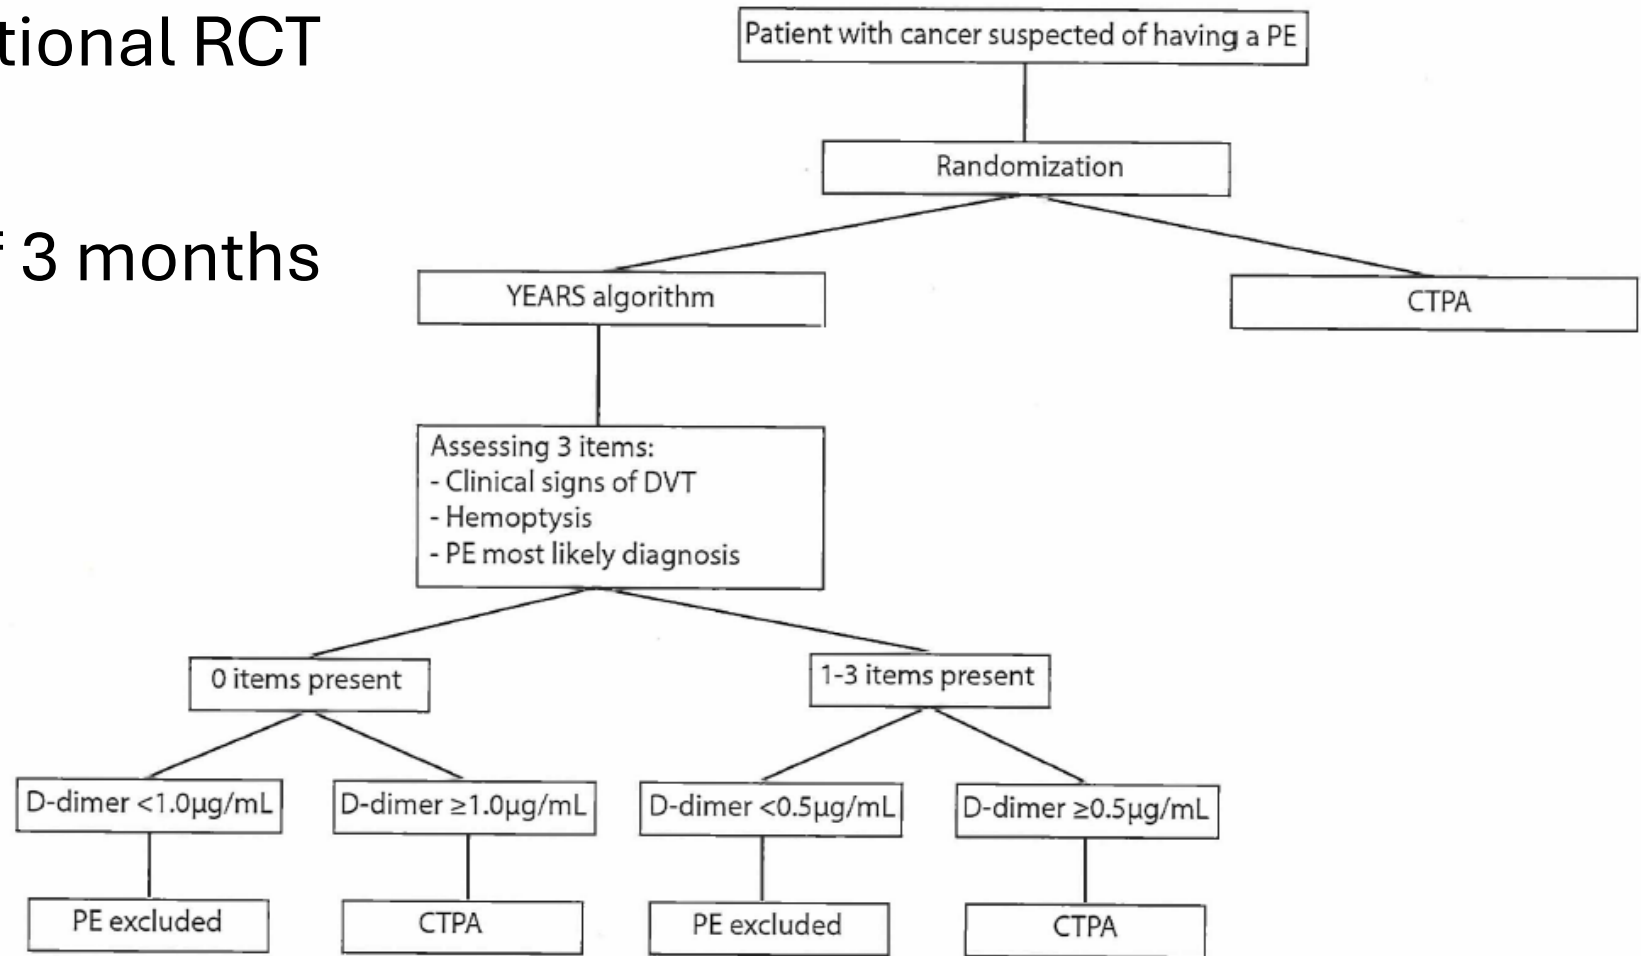 tional RCT
f 3 months
Patient with cancer suspected of having a PE
Randomization
YEARS algorithm
CTPA
Assessing 3 items:
- Clinical signs of DVT
- Hemoptysis
- PE most likely diagnosis
0 items present
1-3 items present
D-dimer <1.0µg/mL
D-dimer ≥1.0µg/mL
D-dimer <0.5µg/mL
D-dimer ≥0.5µg/mL
PE excluded
CTPA
PE excluded
CTPA